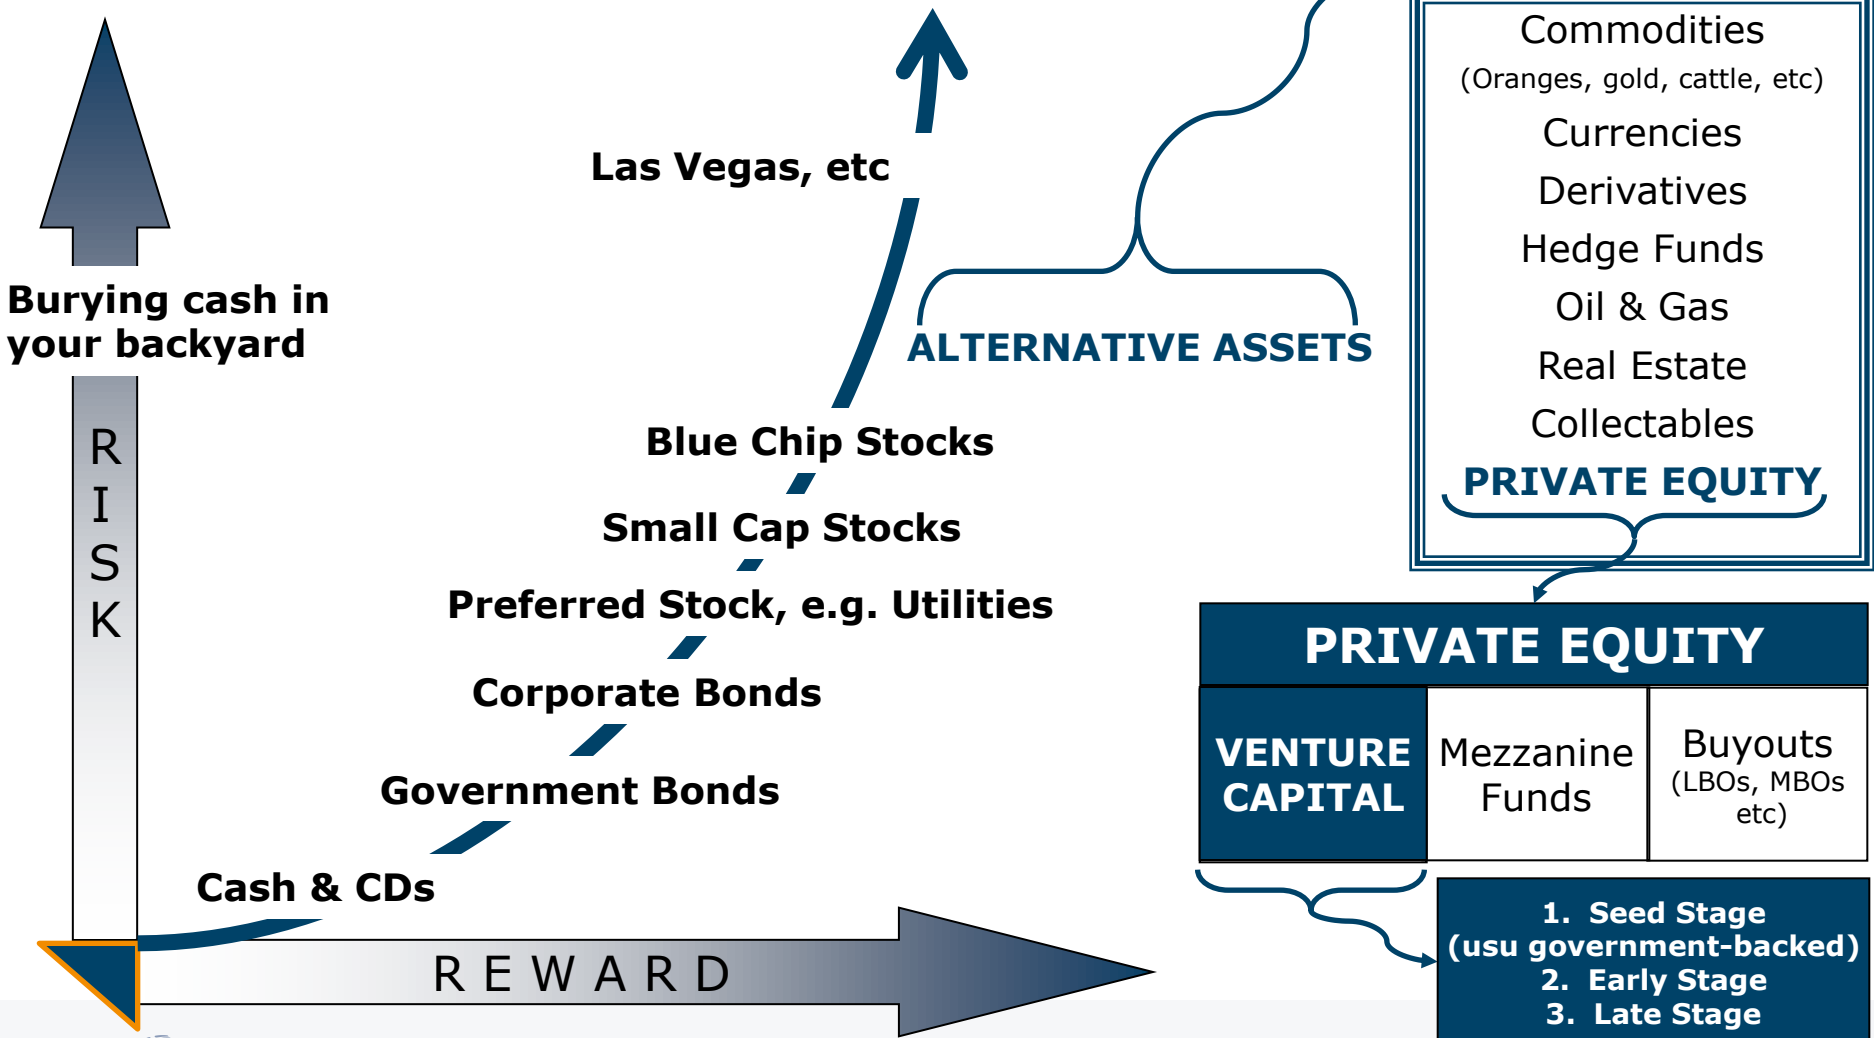 Las Vegas, etc
Burying cash in
your backyard
ALTERNATIVE ASSETS
Blue Chip Stocks
Small Cap Stocks
Preferred Stock, e.g. Utilities
Corporate Bonds
Government Bonds
Cash & CDs
R
I
S
K
R E W A R D
Commodities
(Oranges, gold, cattle, etc)
Currencies
Derivatives
Hedge Funds
Oil & Gas
Real Estate
Collectables
PRIVATE EQUITY
PRIVATE EQUITY
VENTURE
CAPITAL
Mezzanine
Funds
Buyouts
(LBOs, MBOs
etc)
1. Seed Stage
(usu government-backed)
2. Early Stage
3. Late Stage